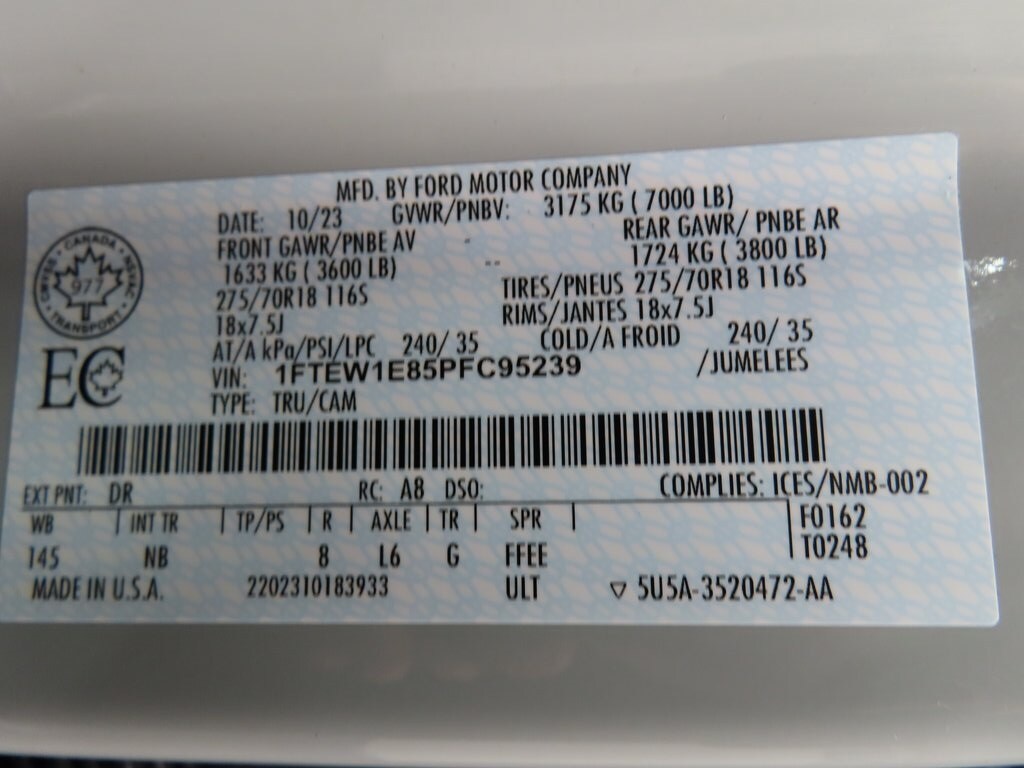 MFD. BY FORD MOTOR COMPANY
DATE: 10/23 GVWR/PNBV: 3175 KG ( 7000 LB)
FRONT GAWR/PNBE AV REAR GAWR/ PNBE AR
1633 KG ( 3600 LB) 1724 KG ( 3800 LB)
275/70R18 116S TIRES/PNEUS 275/70R18 116S
18x7.5J RIMS/JANTES 18x7.5J
AT/A kPa/PSI/LPC 240/ 35 COLD/A FROID 240/ 35
VIN: 1FTEW1E85PFC95239 /JUMELEES
TYPE: TRU/CAM
CANADA
NSVAC
977
TRANSPORT
EC
EXT PNT: DR RC: A8 DSO: COMPLIES: ICES/NMB-002
WB INT TR TP/PS R AXLE TR SPR F0162
145 NB 8 L6 G FFEE T0248
MADE IN U.S.A. 2202310183933 ULT ▽ 5U5A-3520472-AA